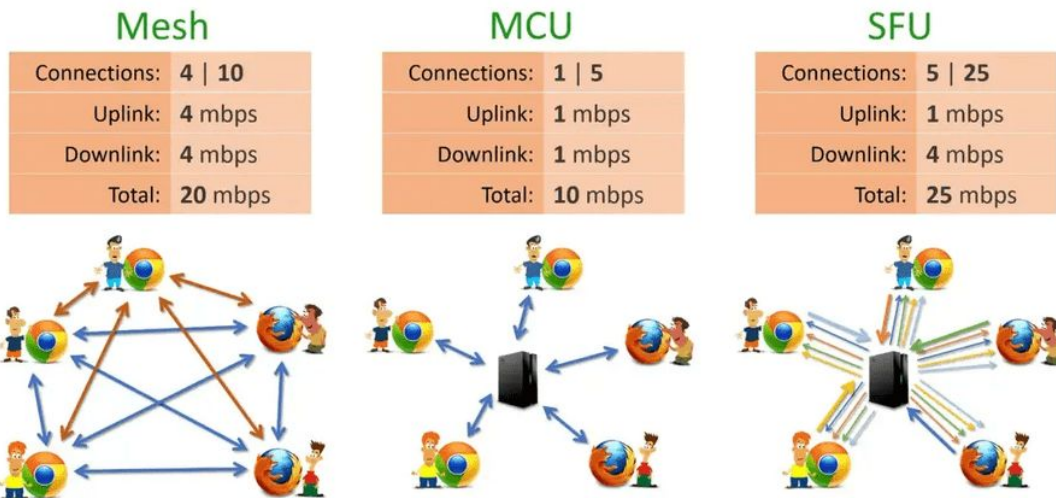 Mesh
Connections: 4 | 10
Uplink: 4 mbps
Downlink: 4 mbps
Total: 20 mbps
MCU
Connections: 1 | 5
Uplink: 1 mbps
Downlink: 1 mbps
Total: 10 mbps
SFU
Connections: 5 | 25
Uplink: 1 mbps
Downlink: 4 mbps
Total: 25 mbps